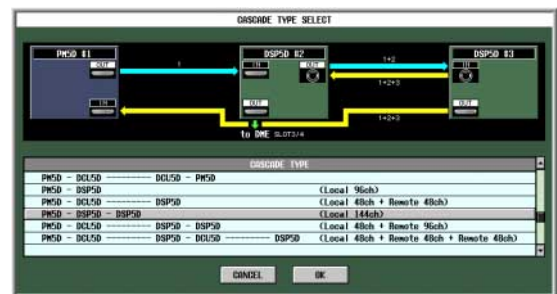 CASCADE TYPE SELECT
PM5D #1
DSP5D #2
DSP5D #3
OUT
IN
OUT
IN
1
1+2
1+2+3
IN
OUT
OUT
1+2+3
to DME SLOT3/4
CASCADE TYPE
PM5D - DCU5D --------- DCU5D - PM5D
PM5D - DSP5D (Local 96ch)
PM5D - DCU5D --------- DSP5D (Local 48ch + Remote 48ch)
PM5D - DSP5D - DSP5D (Local 144ch)
PM5D - DCU5D --------- DSP5D - DSP5D (Local 48ch + Remote 96ch)
PM5D - DCU5D --------- DSP5D - DCU5D --------- DSP5D (Local 48ch + Remote 48ch + Remote 48ch)
CANCEL
OK